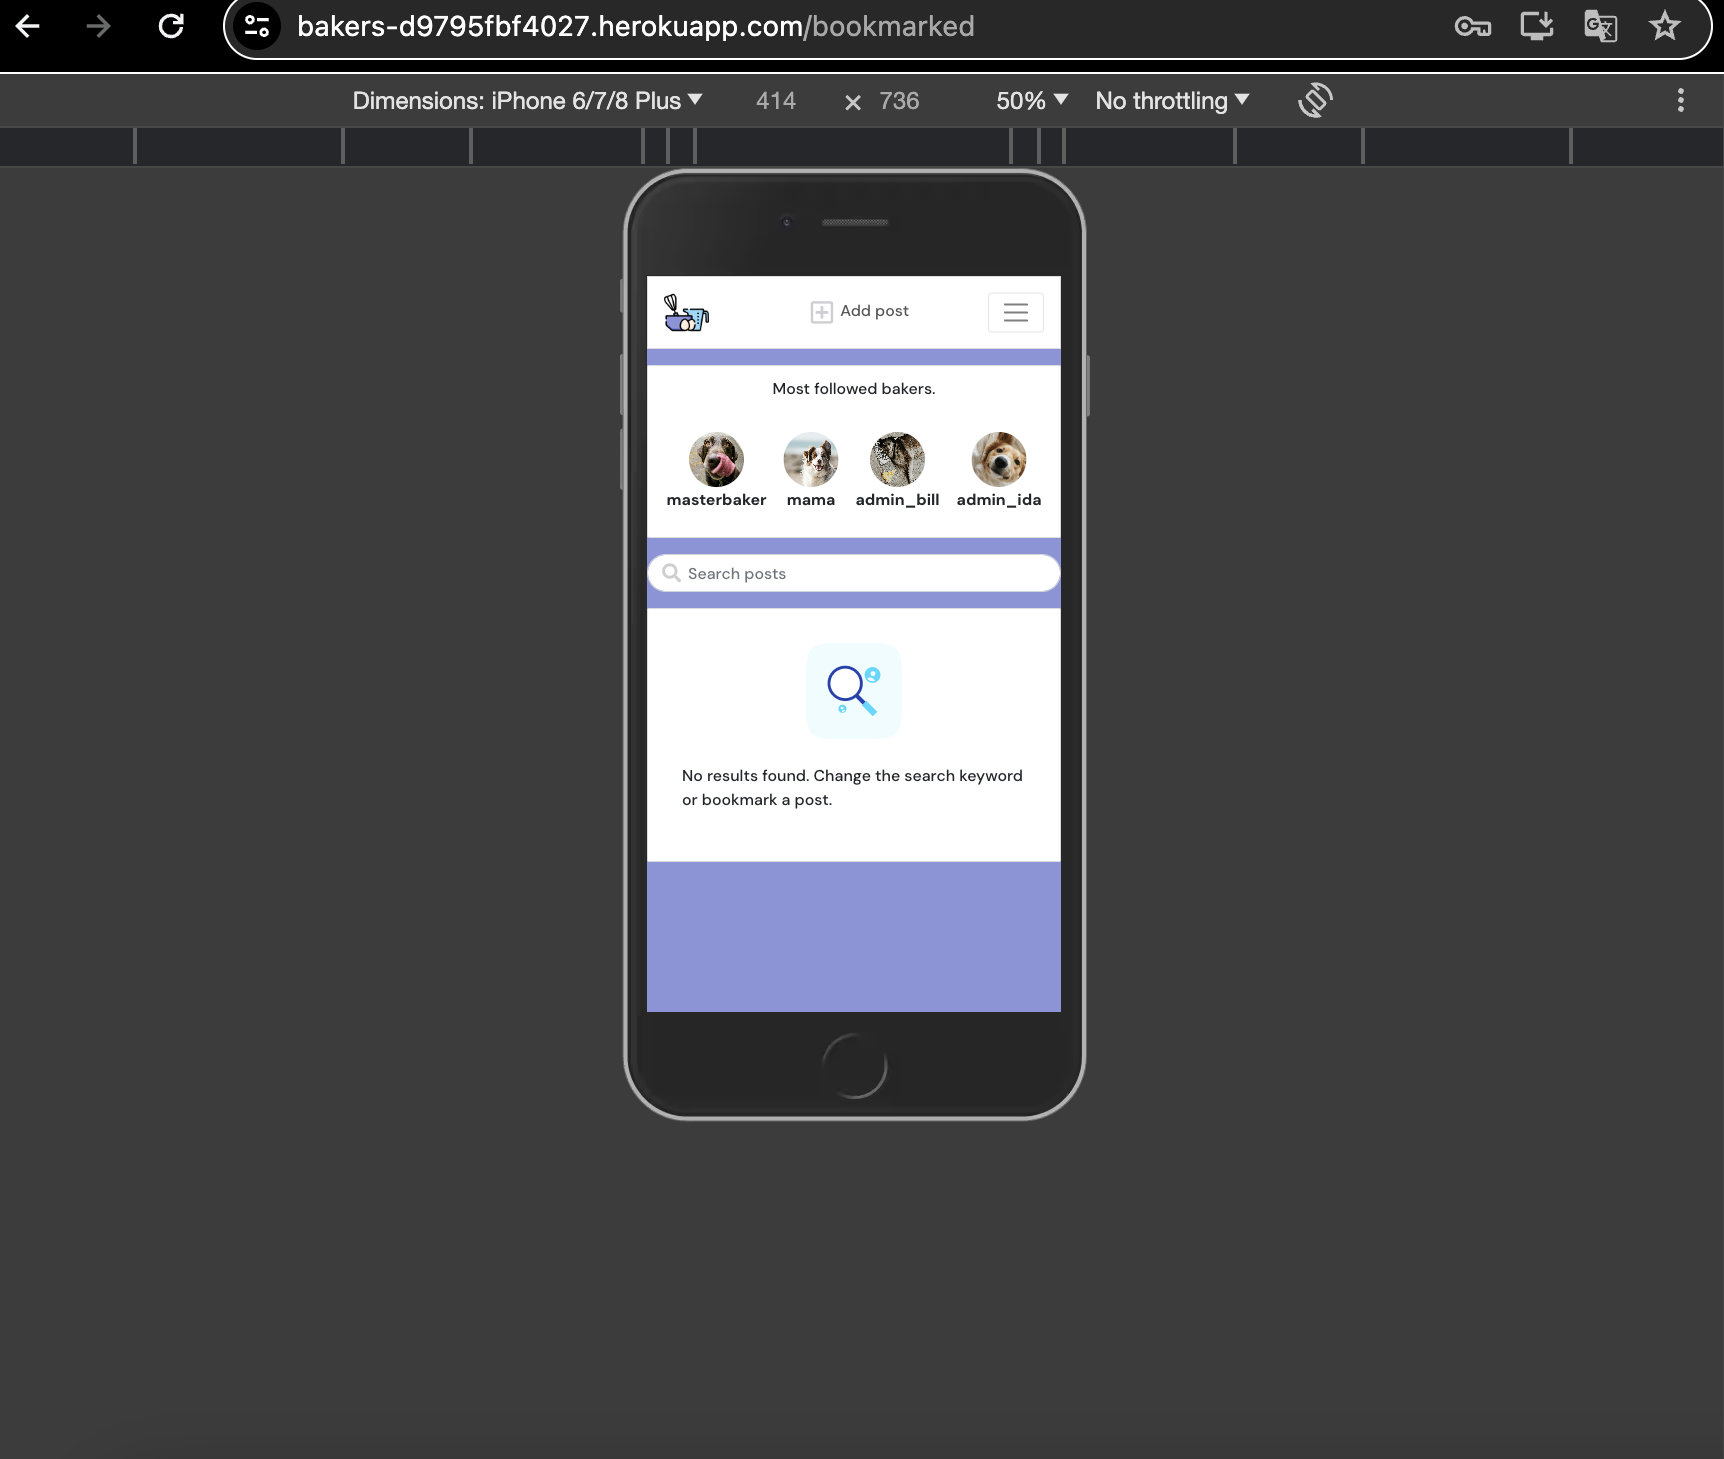 bakers-d9795fbf4027.herokuapp.com/bookmarked
Dimensions: iPhone 6/7/8 Plus 414 × 736 50% No throttling
Add post
Most followed bakers.
masterbaker mama admin_bill admin_ida
Search posts
No results found. Change the search keyword
or bookmark a post.